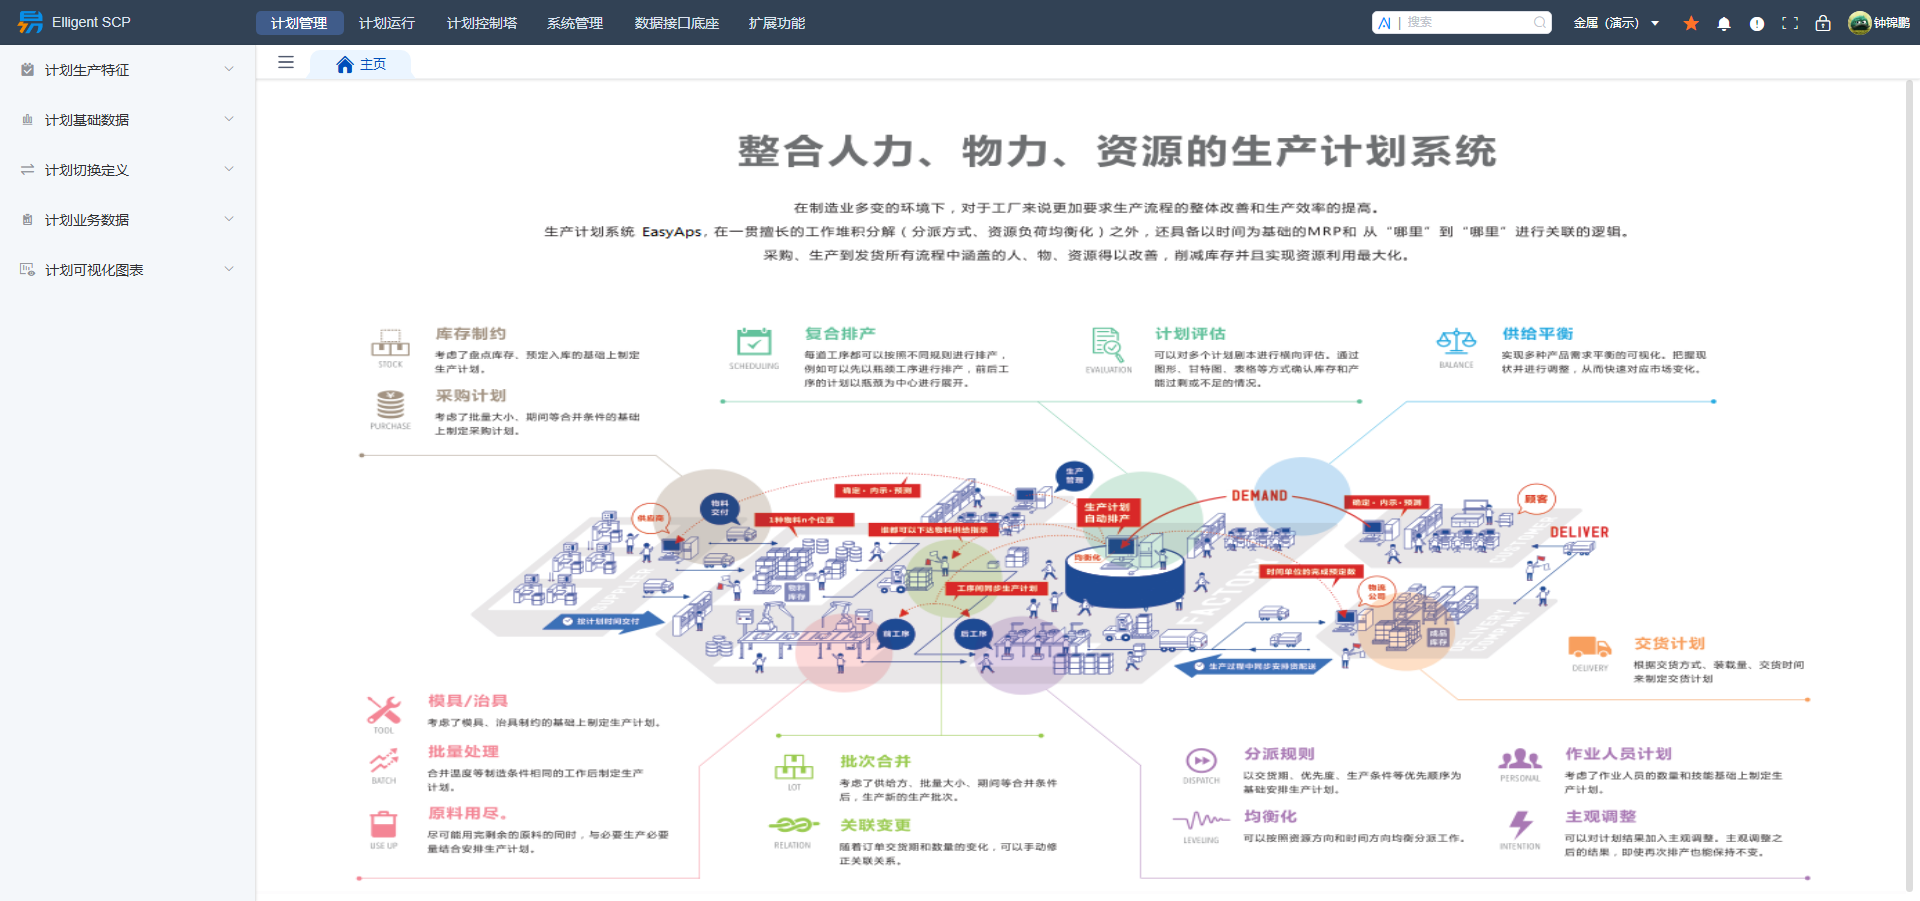 Elligent SCP
计划管理
计划运行
计划控制塔
系统管理
数据接口底座
扩展功能
搜索
金属（演示）
钟锦鹏
计划生产特征
计划基础数据
计划切换定义
计划业务数据
计划可视化图表
主页
整合人力、物力、资源的生产计划系统
在制造业多变的环境下，对于工厂来说更加要求生产流程的整体改善和生产效率的提高。
生产计划系统 EasyAps，在一贯擅长的工作堆积分解（分派方式、资源负荷均衡化）之外，还具备以时间为基础的MRP和 从“哪里”到“哪里”进行关联的逻辑。
采购、生产到发货所有流程中涵盖的人、物、资源得以改善，削减库存并且实现资源利用最大化。
库存制约
STOCK
考虑了盘点库存、预定入库的基础上制定
生产计划。
采购计划
PURCHASE
考虑了批量大小、期间等合并条件的基础
上制定采购计划。
复合排产
SCHEDULING
每道工序都可以按照不同规则进行排产，
例如可以先以瓶颈工序进行排产，前后工
序的计划以瓶颈为中心进行展开。
计划评估
EVALUATION
可以对多个计划剧本进行横向评估。通过
图形、甘特图、表格等方式确认库存和产
能过剩或不足的情况。
供给平衡
BALANCE
实现多种产品需求平衡的可视化。把握现
状并进行调整，从而快速对应市场变化。
生产
管理
确定・内示・预测
物料
交付
供应商
1种物料n个位置
谁都可以下达物料供给指示
生产计划
自动排产
DEMAND
确定・内示・预测
顾客
DELIVER
CUSTOMER
均衡化
时间单位的完成预定数
工序间同步生产计划
物流
公司
物料
库存
SUPPLIER
FACTORY
按计划时间交付
前工序
后工序
成品
库存
DELIVERY
COMPANY
生产过程中同步安排货配送
交货计划
DELIVERY
根据交货方式、装载量、交货时间
来制定交货计划
模具/治具
TOOL
考虑了模具、治具制约的基础上制定生产计划。
批量处理
BATCH
合并温度等制造条件相同的工作后制定生产
计划。
原料用尽。
USE UP
尽可能用完剩余的原料的同时，与必要生产必要
量结合安排生产计划。
批次合并
LOT
考虑了供给方、批量大小、期间等合并条件
后，生产新的生产批次。
关联变更
RELATION
随着订单交货期和数量的变化，可以手动修
正关联关系。
分派规则
DISPATCH
以交货期、优先度、生产条件等优先顺序为
基础安排生产计划。
均衡化
LEVELING
可以按照资源方向和时间方向均衡分派工作。
作业人员计划
PERSONAL
考虑了作业人员的数量和技能基础上制定生
产计划。
主观调整
INTENTION
可以对计划结果加入主观调整。主观调整之
后的结果，即使再次排产也能保持不变。